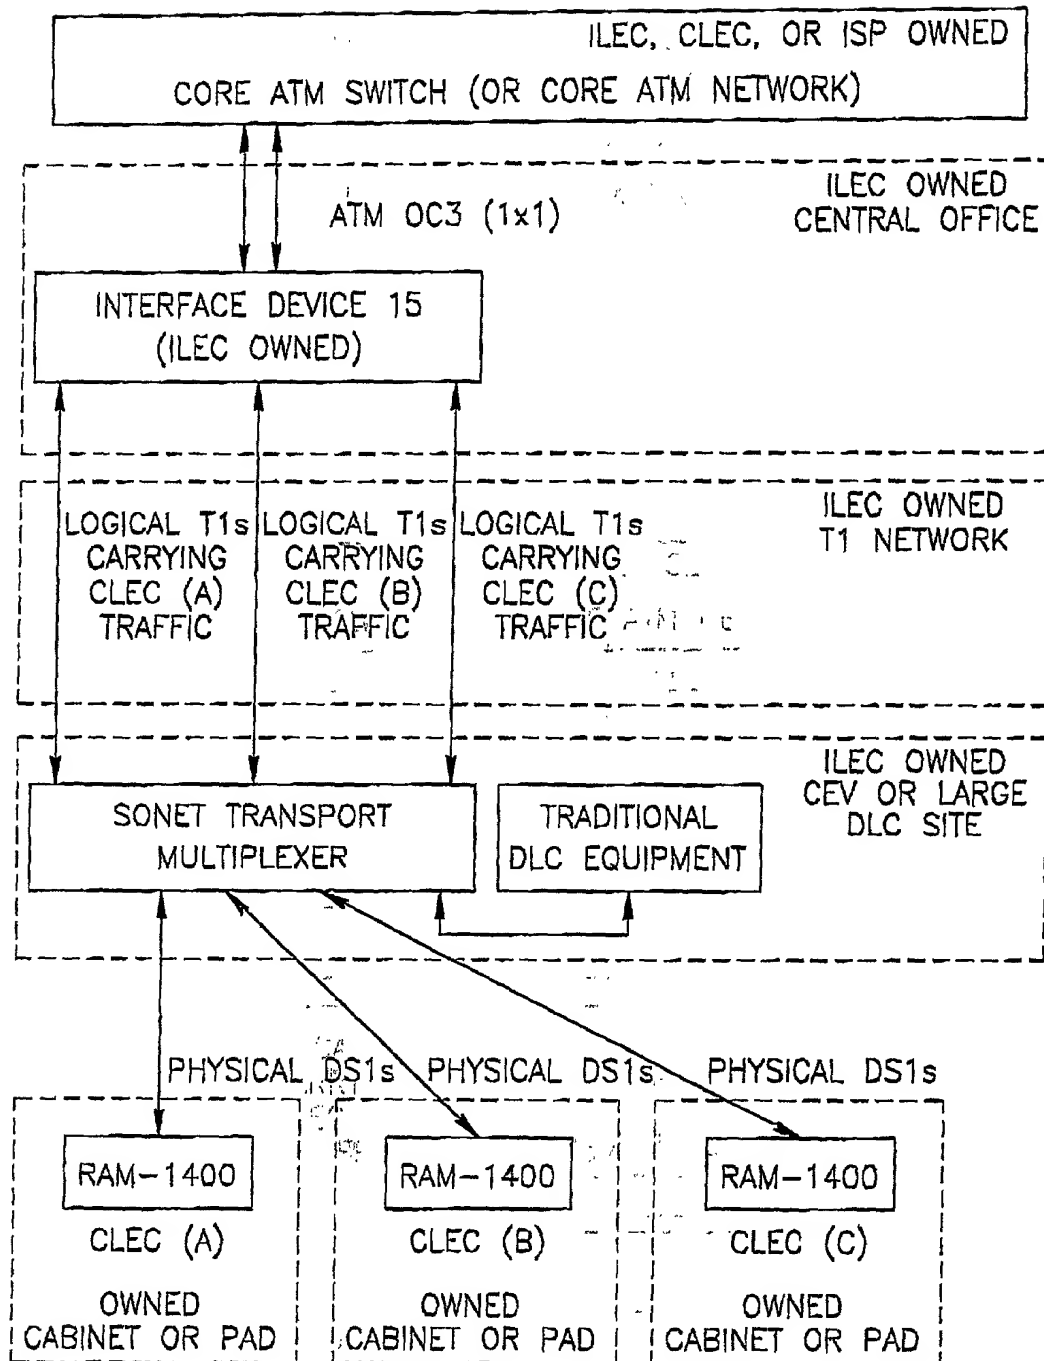 ILEC, CLEC, OR ISP OWNED
CORE ATM SWITCH (OR CORE ATM NETWORK)
ILEC OWNED
CENTRAL OFFICE
ATM OC3 (1x1)
INTERFACE DEVICE 15
(ILEC OWNED)
ILEC OWNED
T1 NETWORK
LOGICAL T1s
CARRYING
CLEC (A)
TRAFFIC
LOGICAL T1s
CARRYING
CLEC (B)
TRAFFIC
LOGICAL T1s
CARRYING
CLEC (C)
TRAFFIC
ILEC OWNED
CEV OR LARGE
DLC SITE
SONET TRANSPORT
MULTIPLEXER
TRADITIONAL
DLC EQUIPMENT
PHYSICAL DS1s
PHYSICAL DS1s
PHYSICAL DS1s
RAM-1400
CLEC (A)
OWNED
CABINET OR PAD
RAM-1400
CLEC (B)
OWNED
CABINET OR PAD
RAM-1400
CLEC (C)
OWNED
CABINET OR PAD